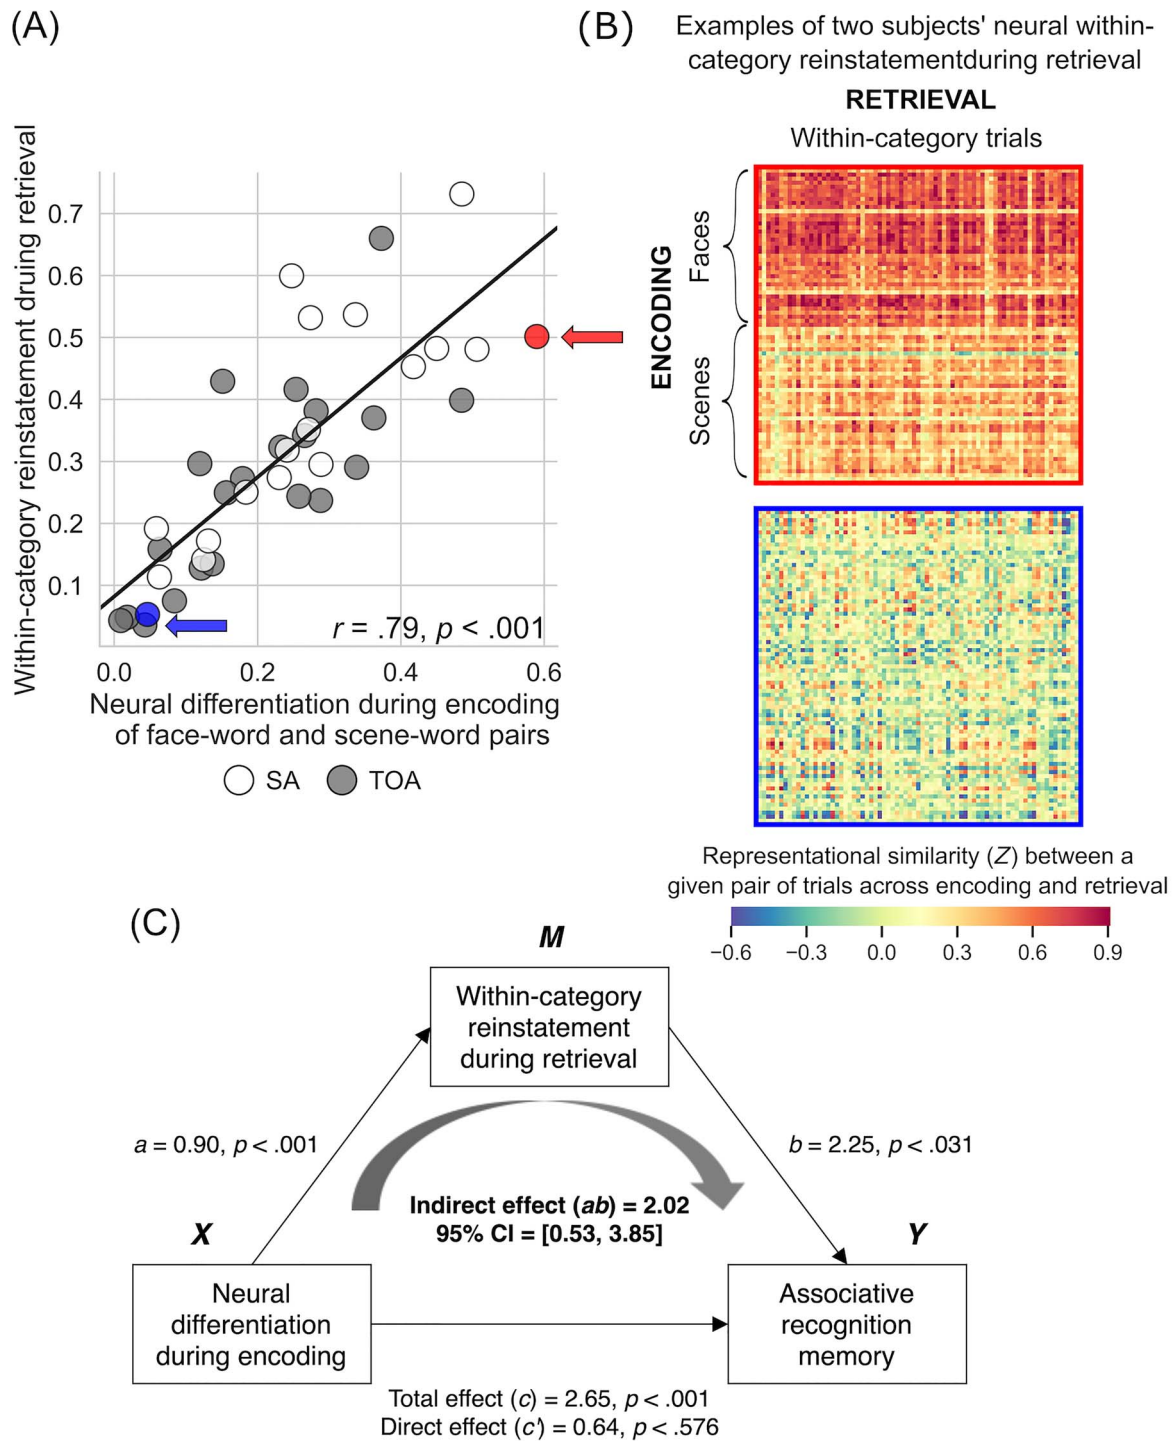 (A)
Within-category reinstatement druing retrieval
0.7
0.6
0.5
0.4
0.3
0.2
0.1
r = .79, p < .001
0.0 0.2 0.4 0.6
Neural differentiation during encoding
of face-word and scene-word pairs
SA TOA
(B)
Examples of two subjects' neural within-
category reinstatementduring retrieval
RETRIEVAL
Within-category trials
ENCODING
Faces
Scenes
Representational similarity (Z) between a
given pair of trials across encoding and retrieval
−0.6 −0.3 0.0 0.3 0.6 0.9
(C)
M
Within-category
reinstatement
during retrieval
a = 0.90, p < .001
b = 2.25, p < .031
Indirect effect (ab) = 2.02
95% CI = [0.53, 3.85]
X
Neural
differentiation
during encoding
Y
Associative
recognition
memory
Total effect (c) = 2.65, p < .001
Direct effect (c') = 0.64, p < .576